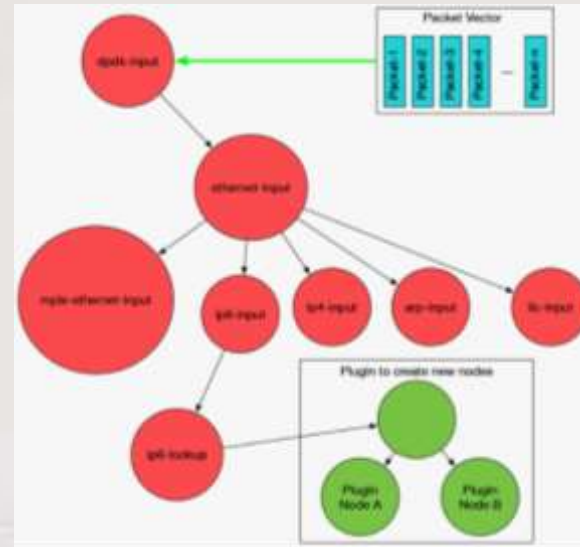 Packet Vector
Packet-1
Packet-2
Packet-3
Packet-4
...
Packet-n
dpdk-input
ethernet-input
mpls-ethernet-input
ip6-input
ip4-input
arp-input
llc-input
ip6-lookup
Plugin to create new nodes
Plugin
Node A
Plugin
Node B